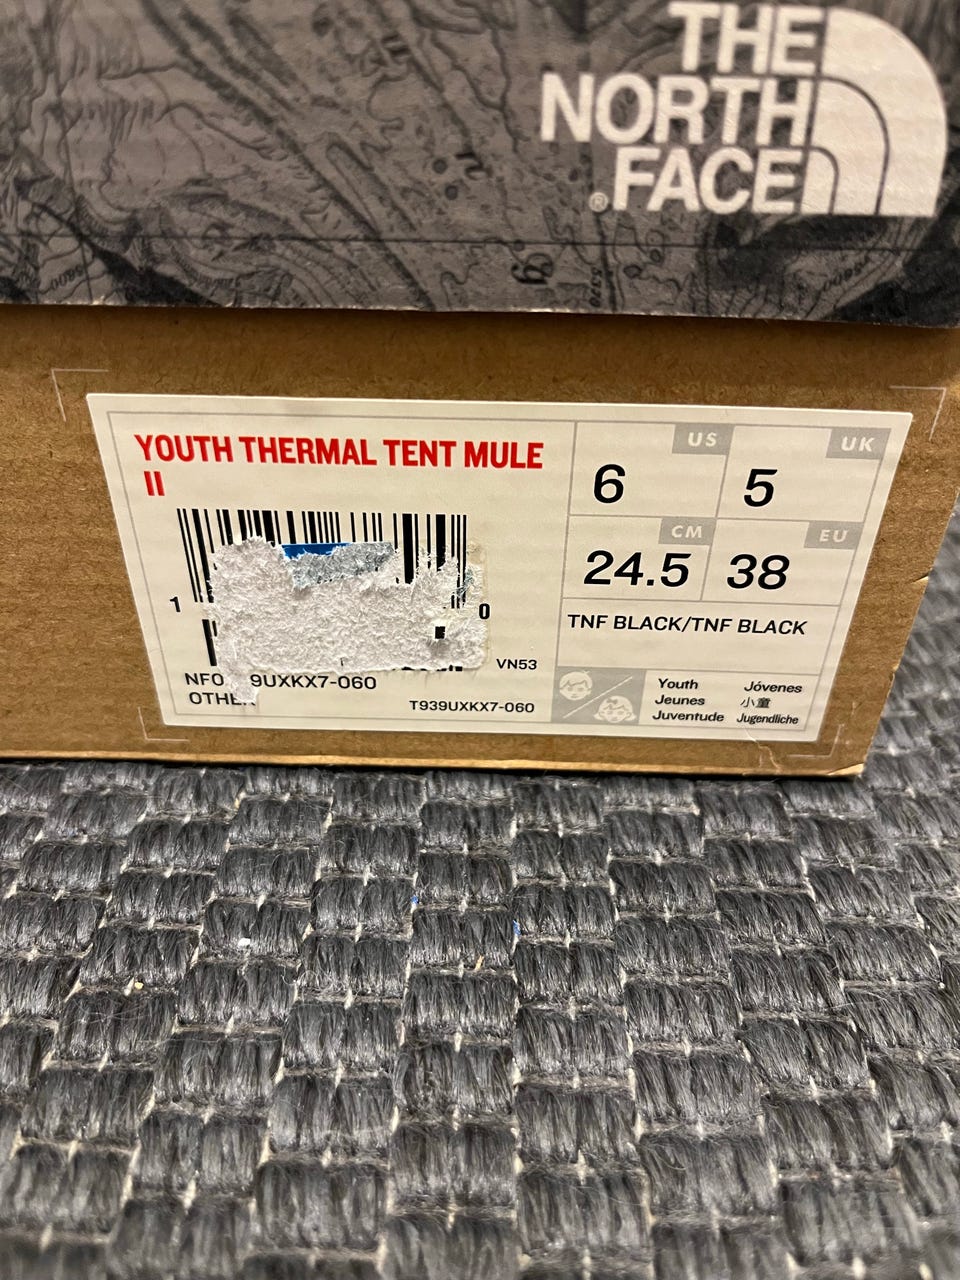 THE
NORTH
FACE
®
YOUTH THERMAL TENT MULE
II
1
0
VN53
9UXKX7-060
T939UXKX7-060
US
6
UK
5
CM
24.5
EU
38
TNF BLACK/TNF BLACK
Youth
Jeunes
Juventude
Jóvenes
小童
Jugendliche